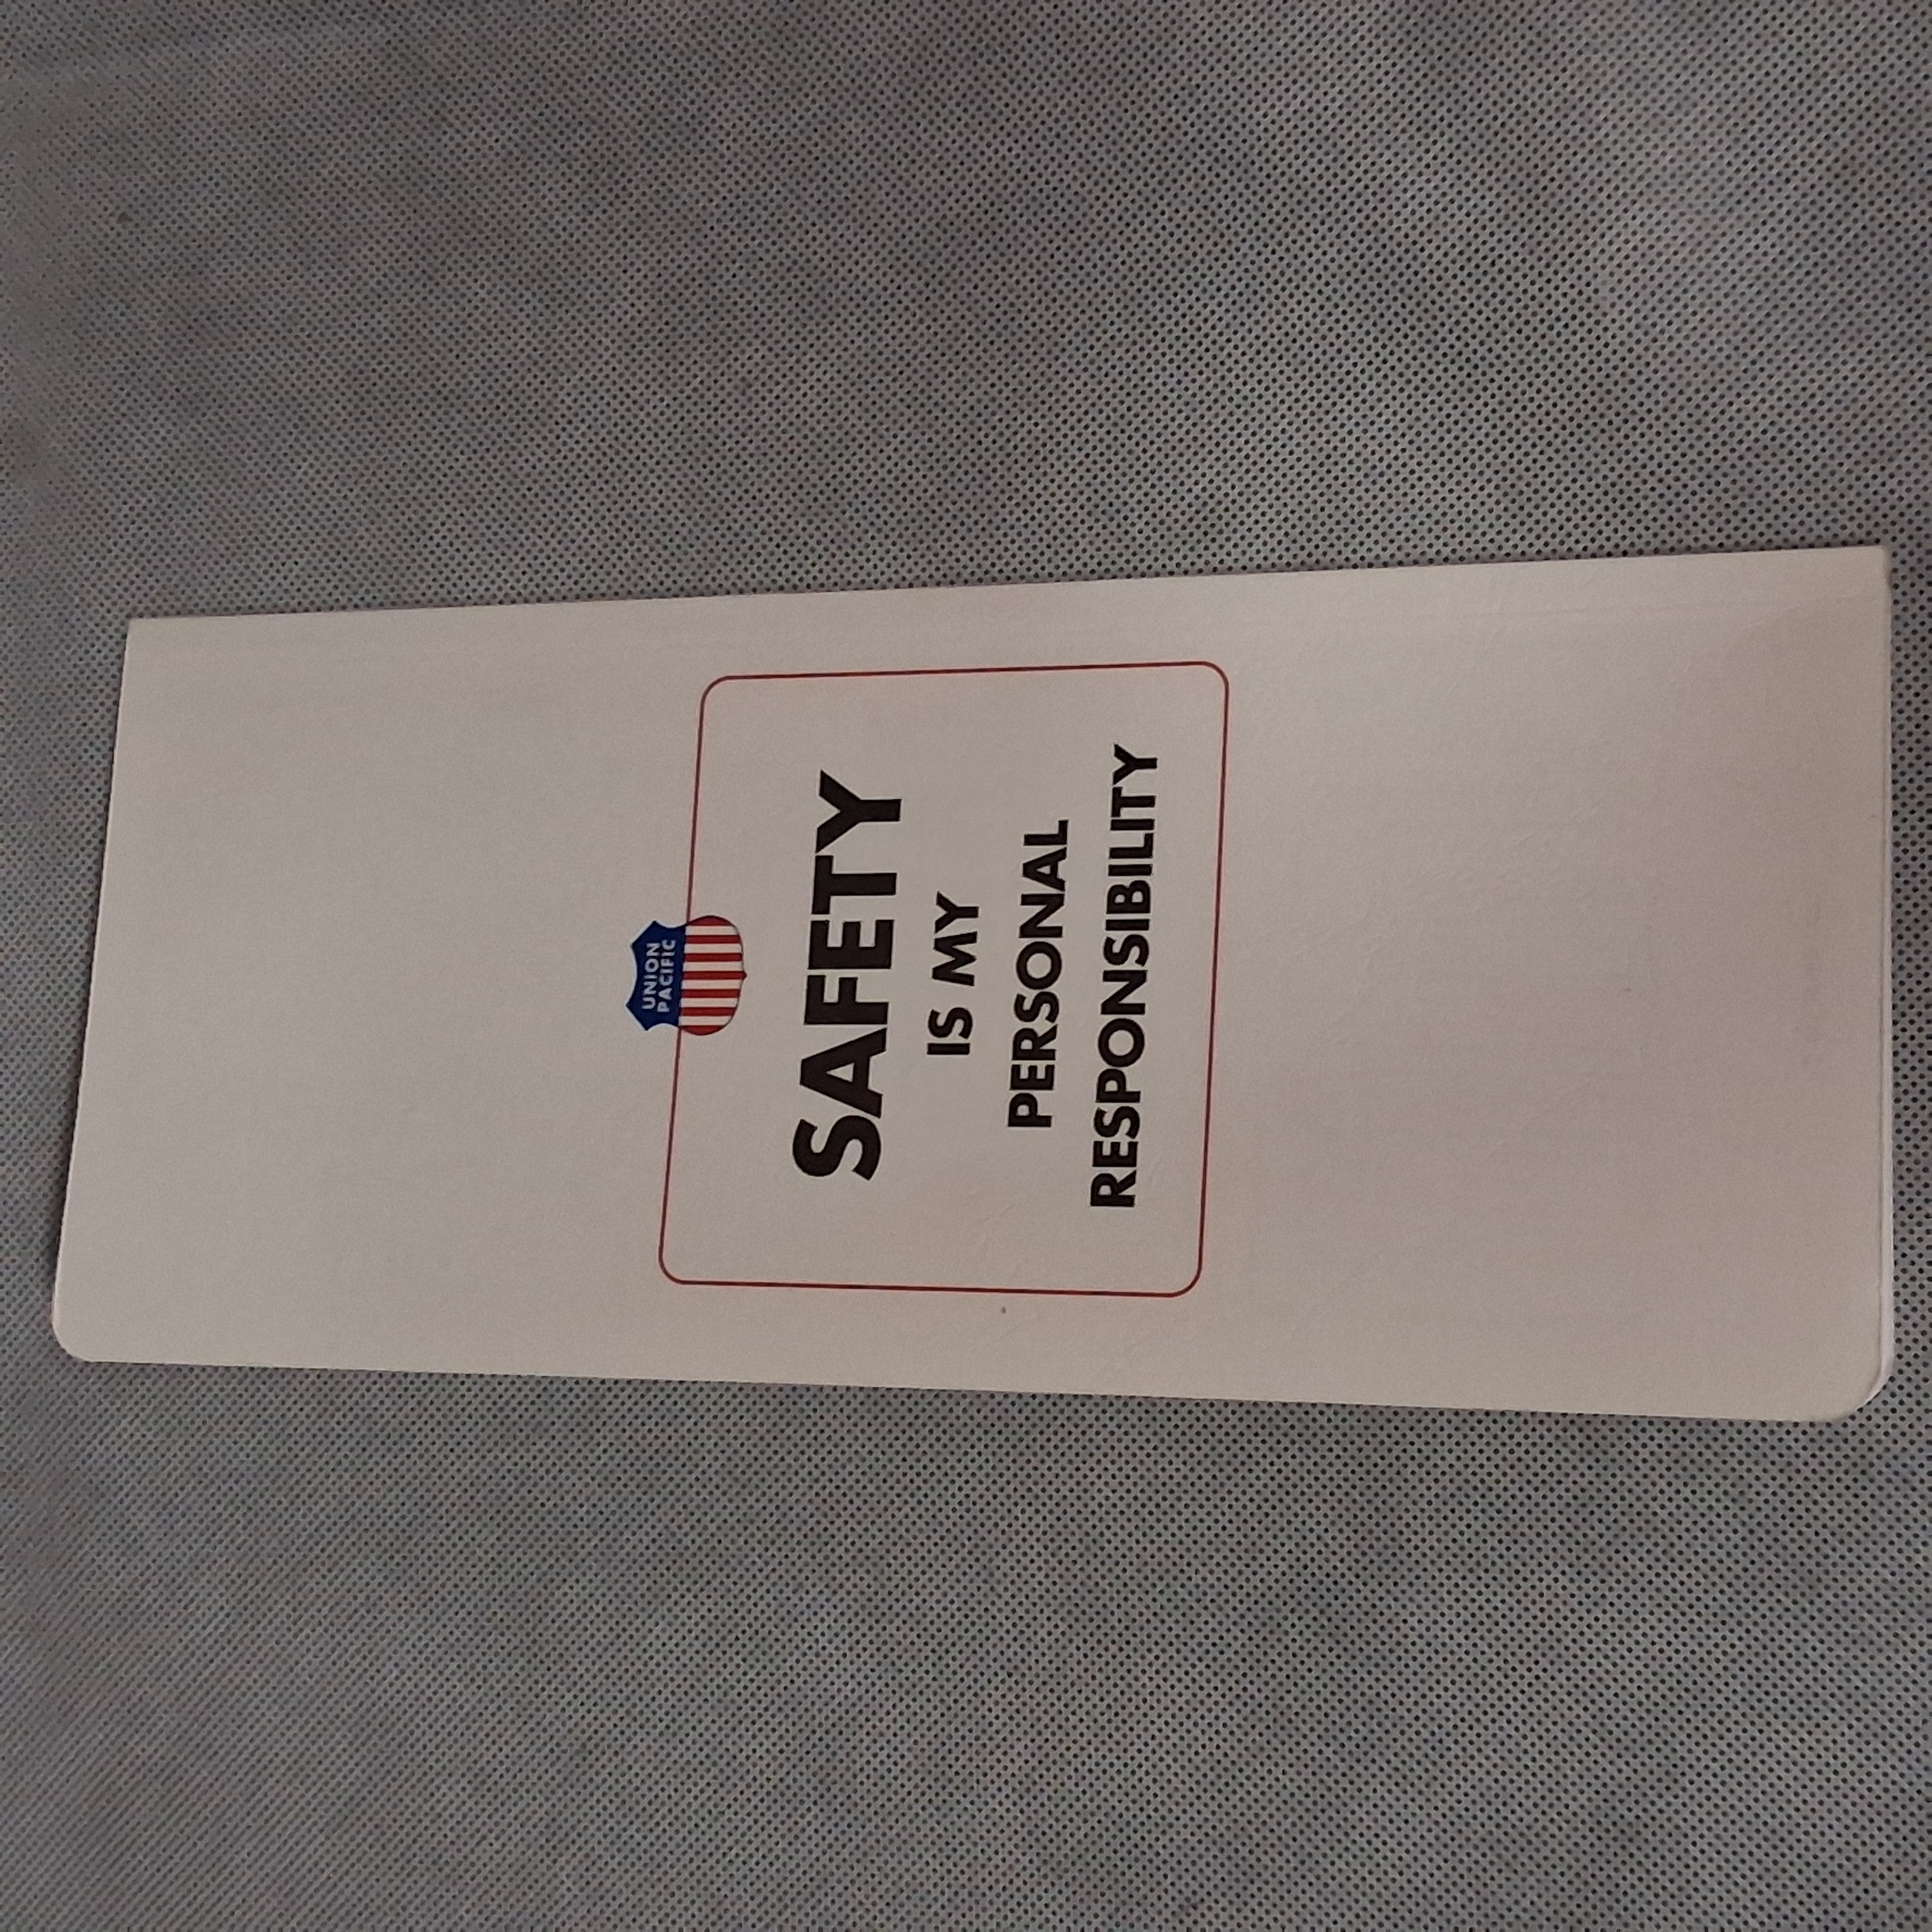 UNION
PACIFIC
SAFETY
IS MY
PERSONAL
RESPONSIBILITY